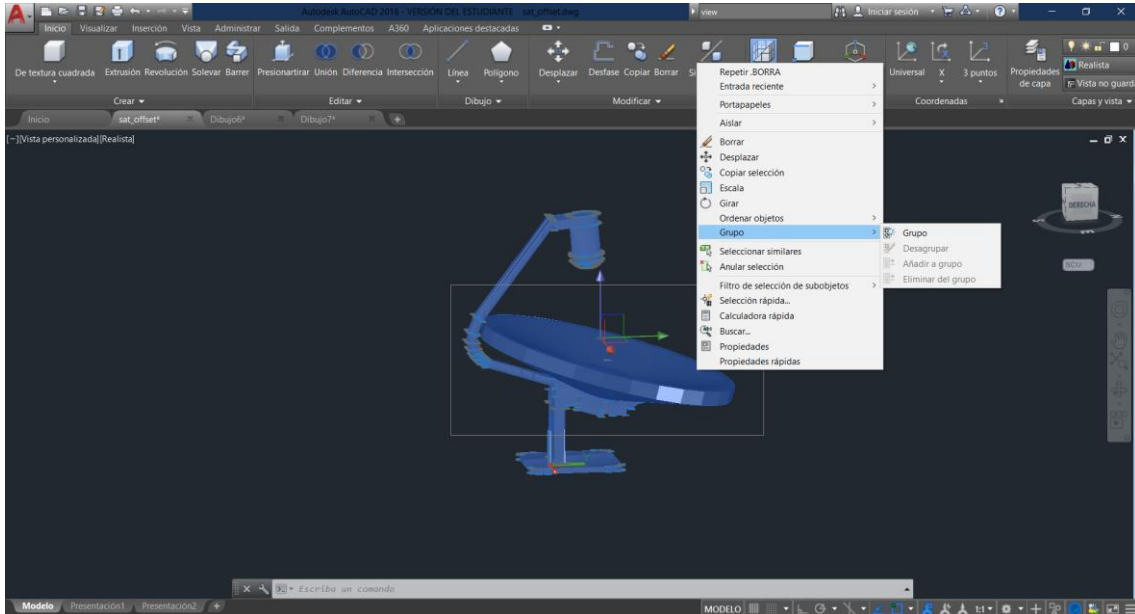 Autodesk AutoCAD 2016 - VERSIÓN DEL ESTUDIANTE sat_offset.dwg
view
Iniciar sesión
Inicio Visualizar Inserción Vista Administrar Salida Complementos A360 Aplicaciones destacadas
De textura cuadrada Extrusión Revolución Solevar Barrer Presionartirar Unión Diferencia Intersección Línea Polígono Desplazar Desfase Copiar Borrar Universal X 3 puntos Propiedades de capa
0
Realista
Vista no guard
Crear Editar Dibujo Modificar Coordenadas Capas y vista
Inicio sat_offset* Dibujo6* Dibujo7*
[−][Vista personalizada][Realista]
Repetir .BORRA
Entrada reciente
Portapapeles
Aislar
Borrar
Desplazar
Copiar selección
Escala
Girar
Ordenar objetos
Grupo
Seleccionar similares
Anular selección
Filtro de selección de subobjetos
Selección rápida...
Calculadora rápida
Buscar...
Propiedades
Propiedades rápidas
Grupo
Desagrupar
Añadir a grupo
Eliminar del grupo
DERECHA
Escriba un comando
Modelo Presentación1 Presentación2
MODELO
1:1